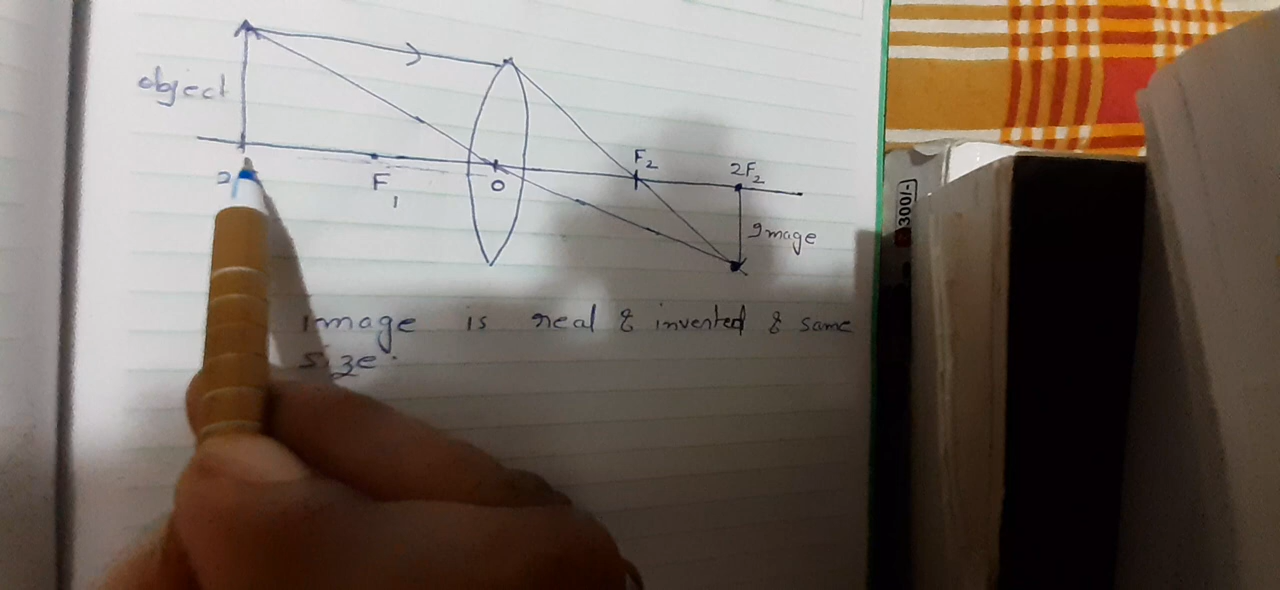 object
F₁
O
F₂
2F₂
Image
image is real & inverted & same
size.
300/-